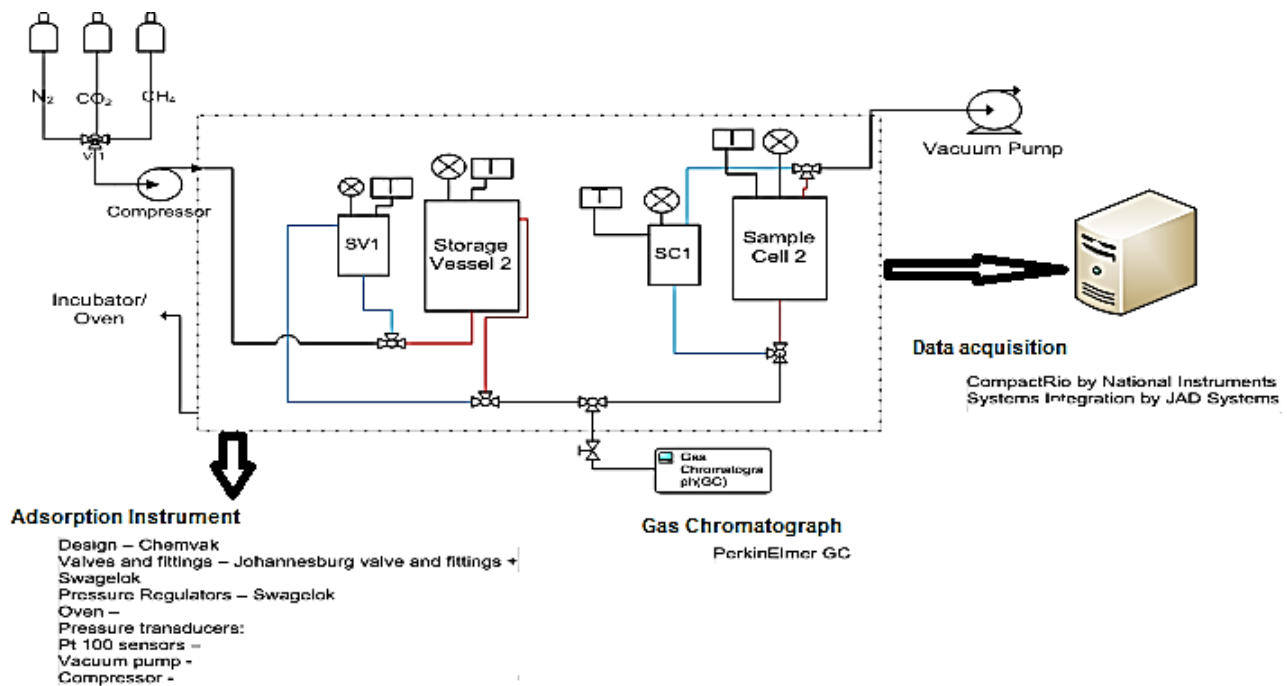 N₂
CO₂
CH₄
Compressor
Vacuum Pump
SV1
Storage
Vessel 2
SC1
Sample
Cell 2
T
Incubator/
Oven
Data acquisition
CompactRio by National Instruments
Systems Integration by JAD Systems
Gas
Chromatogra
ph(GC)
Gas Chromatograph
PerkinElmer GC
Adsorption Instrument
Design – Chemvak
Valves and fittings – Johannesburg valve and fittings +
Swagelok
Pressure Regulators – Swagelok
Oven –
Pressure transducers:
Pt 100 sensors –
Vacuum pump -
Compressor -